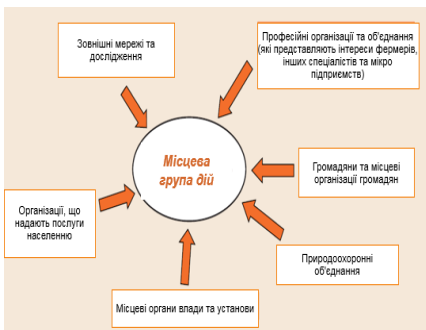 Зовнішні мережі та
дослідження
Професійні організації та об'єднання
(які представляють інтереси фермерів,
інших спеціалістів та мікро
підприємств)
Місцева
група дій
Громадяни та місцеві
організації громадян
Організації, що
надають послуги
населенню
Природоохоронні
об'єднання
Місцеві органи влади та установи